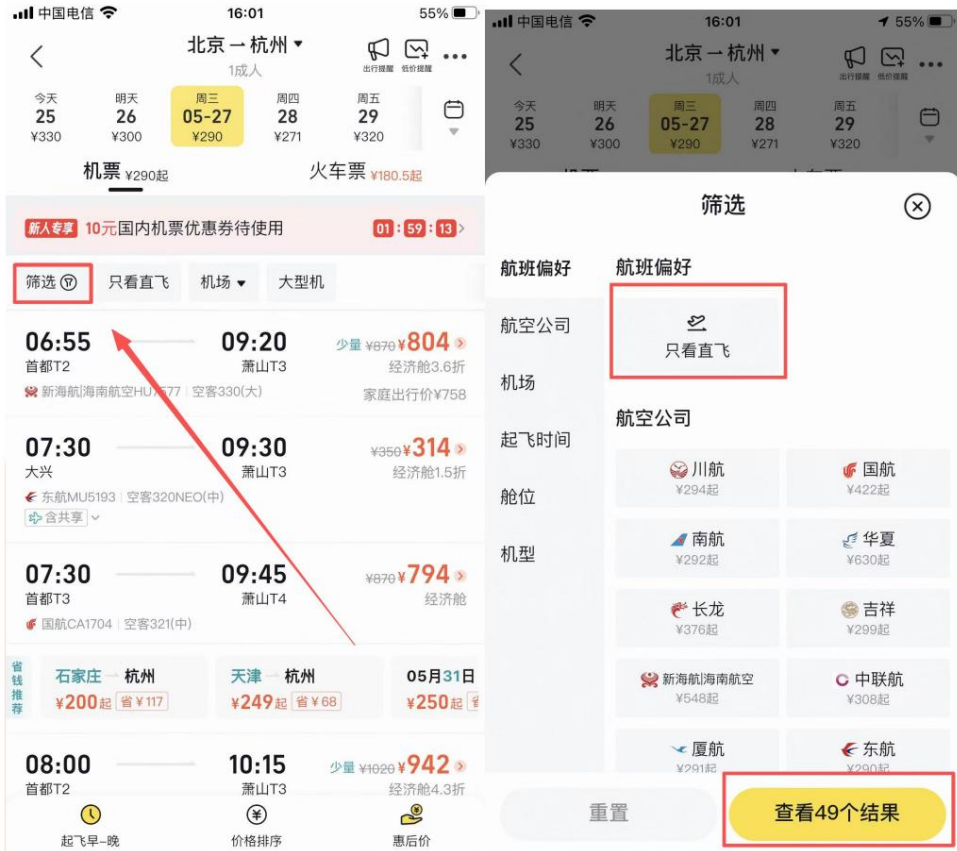 中国电信
16:01
55%
北京一杭州▼
1成人
出行提醒
低价提醒
今天
25
¥330
明天
26
¥300
周三
05-27
¥290
周四
28
¥271
周五
29
¥320
机票 ¥290起
火车票 ¥180.5起
新人专享 10元国内机票优惠券待使用 01:59:13
筛选
只看直飞
机场▼
大型机
06:55
09:20
少量 ¥870 ¥804
首都T2
萧山T3
经济舱3.6折
新海航|海南航空HU7577 空客330(大)
家庭出行价¥758
07:30
09:30
¥350 ¥314
大兴
萧山T3
经济舱1.5折
东航MU5193 空客320NEO(中)
含共享
07:30
09:45
¥870 ¥794
首都T3
萧山T4
经济舱
国航CA1704 空客321(中)
省钱推荐
石家庄 杭州
¥200起 省¥117
天津 杭州
¥249起 省¥68
05月31日
¥250起
08:00
10:15
少量 ¥1020 ¥942
首都T2
萧山T3
经济舱4.3折
起飞早-晚
价格排序
惠后价
中国电信
16:01
55%
北京一杭州▼
1成人
出行提醒
低价提醒
今天
25
¥330
明天
26
¥300
周三
05-27
¥290
周四
28
¥271
周五
29
¥320
筛选
航班偏好
航空公司
机场
起飞时间
舱位
机型
航班偏好
只看直飞
航空公司
川航
¥294起
国航
¥422起
南航
¥292起
华夏
¥630起
长龙
¥376起
吉祥
¥299起
新海航|海南航空
¥548起
中联航
¥308起
厦航
¥291起
东航
¥290起
重置
查看49个结果